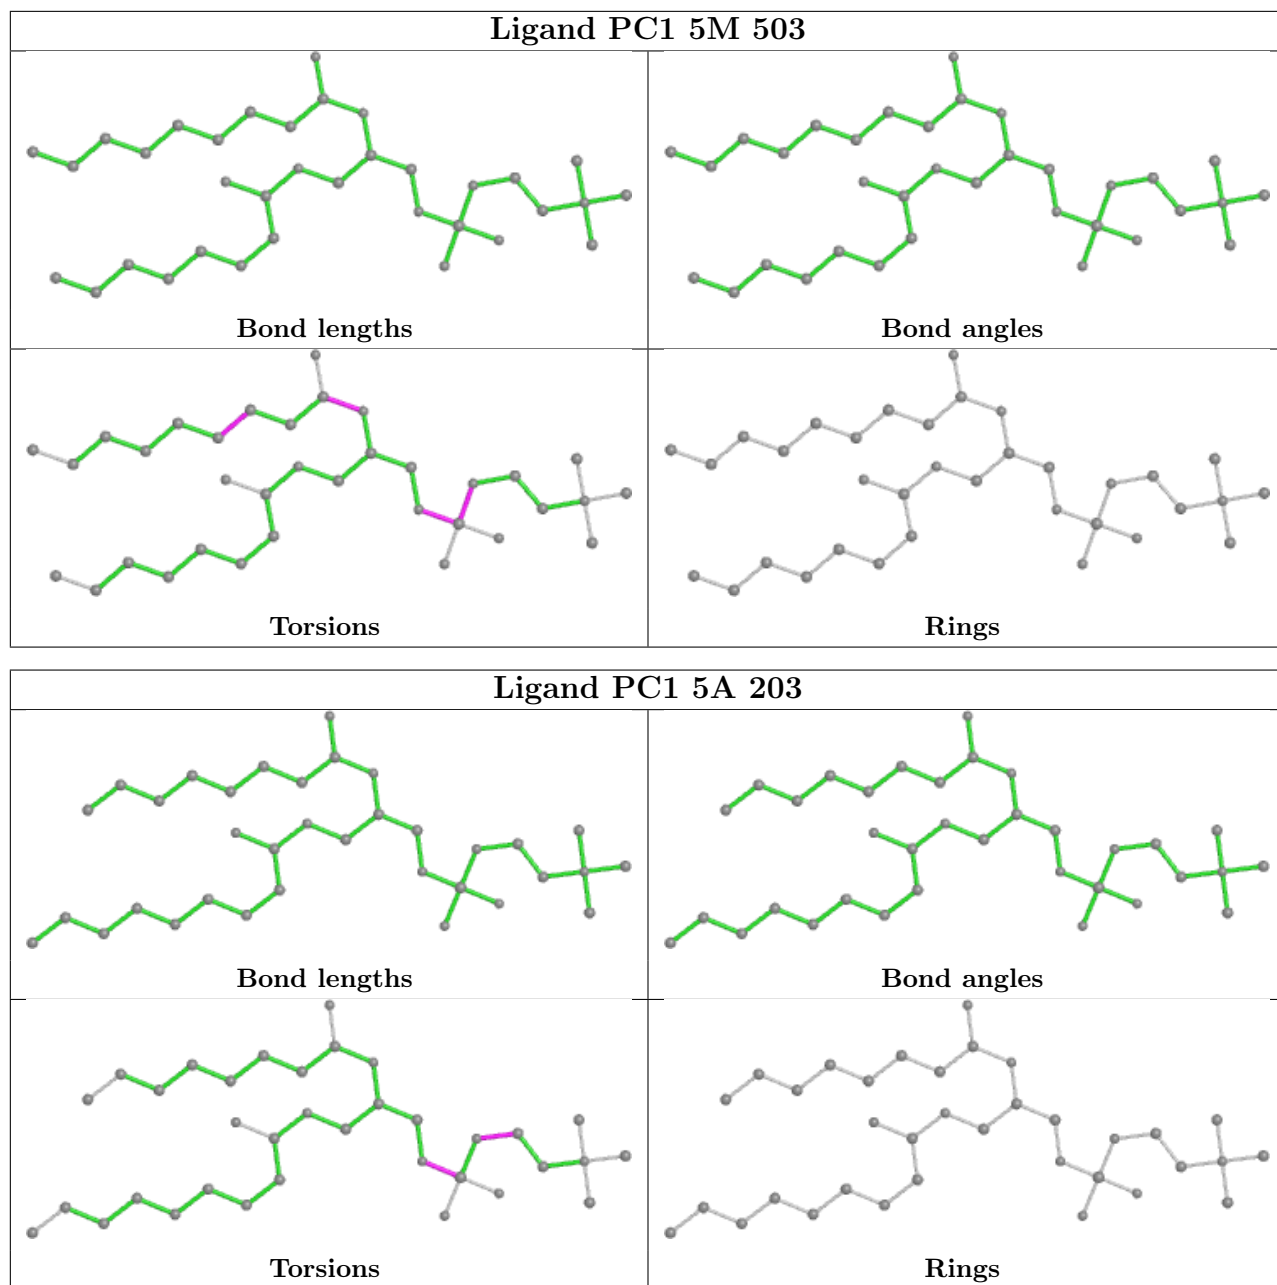 Ligand PC1 5M 503
Bond lengths
Bond angles
Torsions
Rings
Ligand PC1 5A 203
Bond lengths
Bond angles
Torsions
Rings